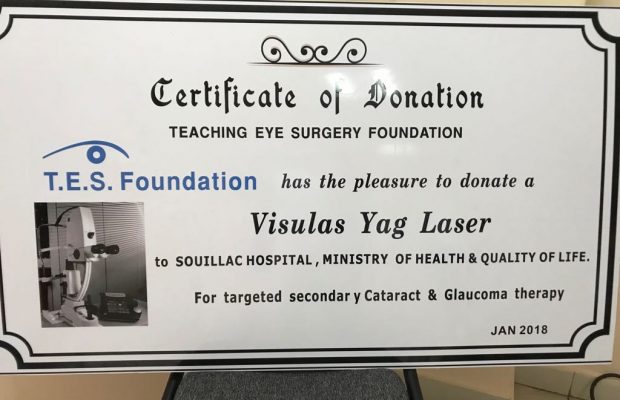 Certificate of Donation
TEACHING EYE SURGERY FOUNDATION
T.E.S. Foundation has the pleasure to donate a
Visulas Yag Laser
to SOUILLAC HOSPITAL, MINISTRY OF HEALTH & QUALITY OF LIFE.
For targeted secondary Cataract & Glaucoma therapy
JAN 2018